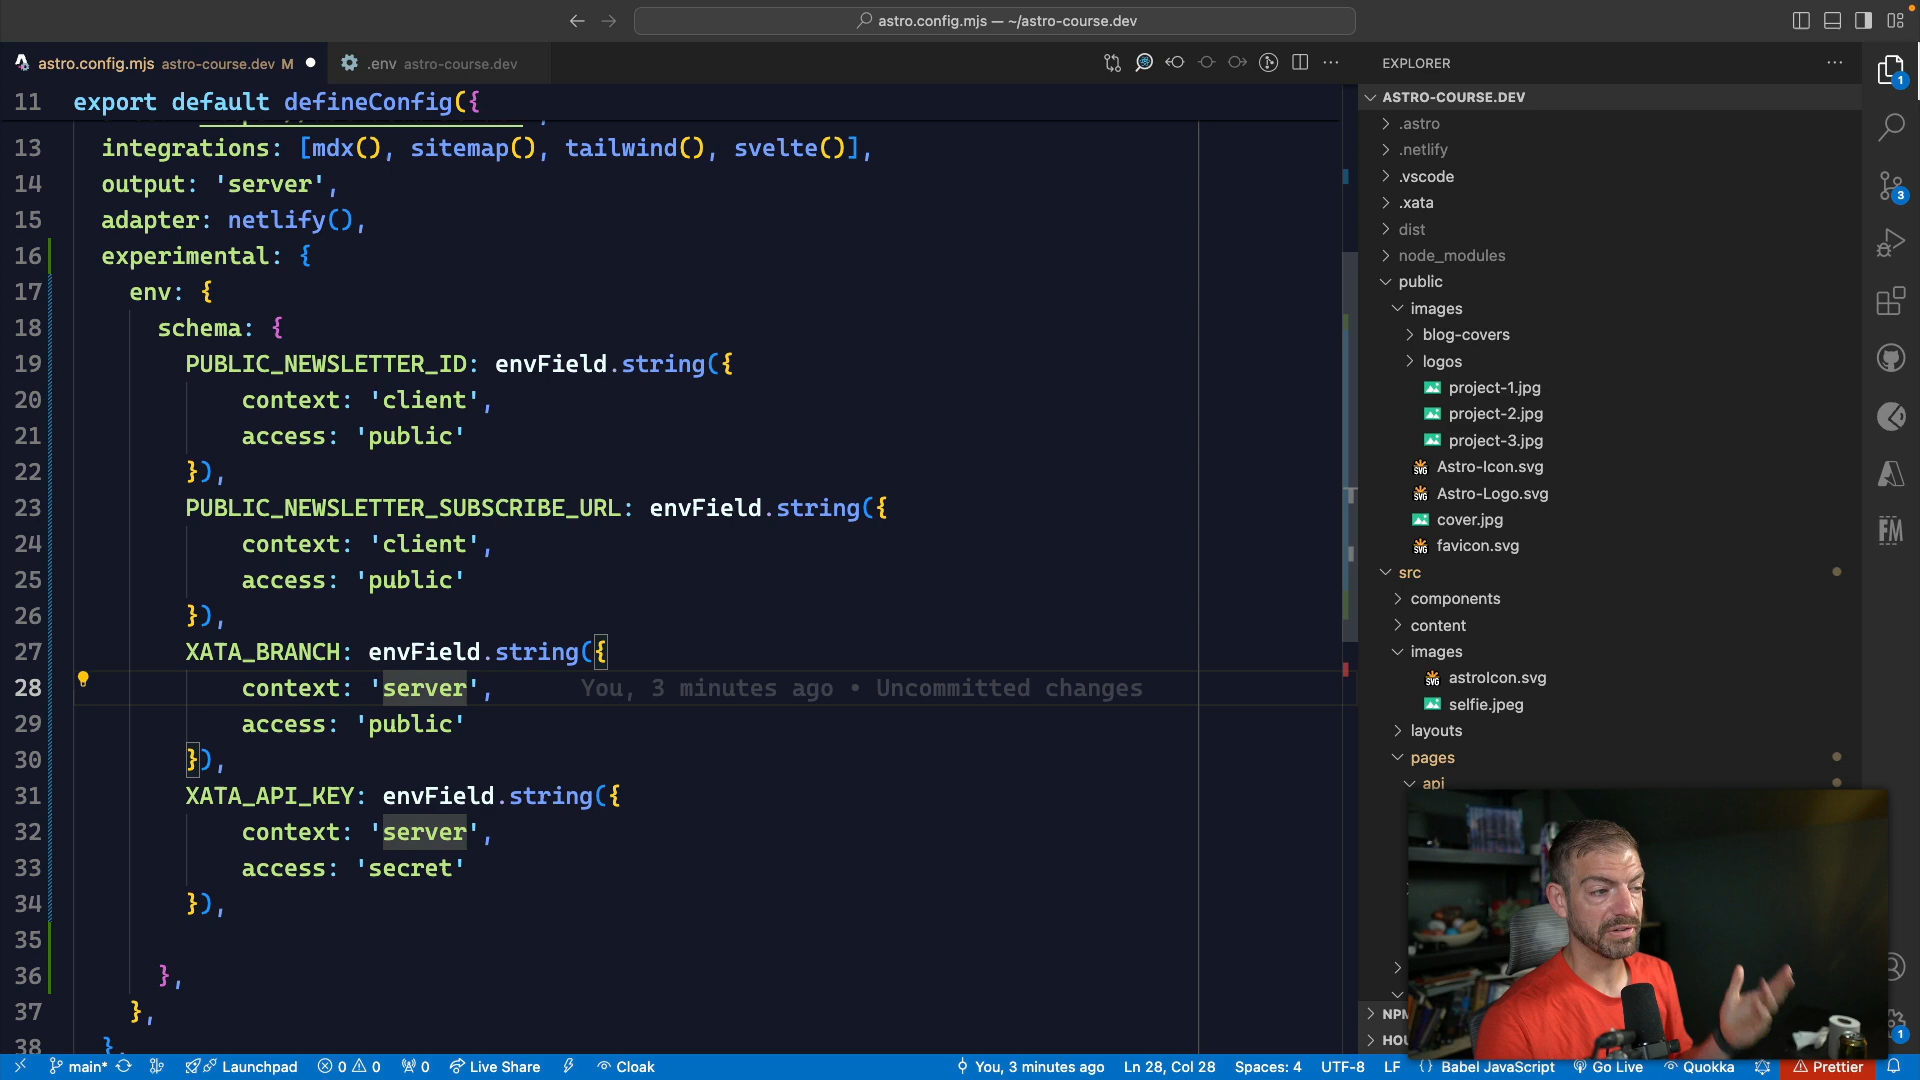 astro.config.mjs — ~/astro-course.dev
astro.config.mjs astro-course.dev M
.env astro-course.dev
EXPLORER
11 export default defineConfig({
13 integrations: [mdx(), sitemap(), tailwind(), svelte()],
14 output: 'server',
15 adapter: netlify(),
16 experimental: {
17 env: {
18 schema: {
19 PUBLIC_NEWSLETTER_ID: envField.string({
20 context: 'client',
21 access: 'public'
22 }),
23 PUBLIC_NEWSLETTER_SUBSCRIBE_URL: envField.string({
24 context: 'client',
25 access: 'public'
26 }),
27 XATA_BRANCH: envField.string({
28 context: 'server', You, 3 minutes ago • Uncommitted changes
29 access: 'public'
30 }),
31 XATA_API_KEY: envField.string({
32 context: 'server',
33 access: 'secret'
34 }),
35
36 },
37 },
38 },
ASTRO-COURSE.DEV
.astro
.netlify
.vscode
.xata
dist
node_modules
public
images
blog-covers
logos
project-1.jpg
project-2.jpg
project-3.jpg
Astro-Icon.svg
Astro-Logo.svg
cover.jpg
favicon.svg
src
components
content
images
astroIcon.svg
selfie.jpeg
layouts
pages
api
1
3
FM
1
main* Launchpad 0 0 0 Live Share Cloak You, 3 minutes ago Ln 28, Col 28 Spaces: 4 UTF-8 LF {} Babel JavaScript Go Live Quokka Prettier